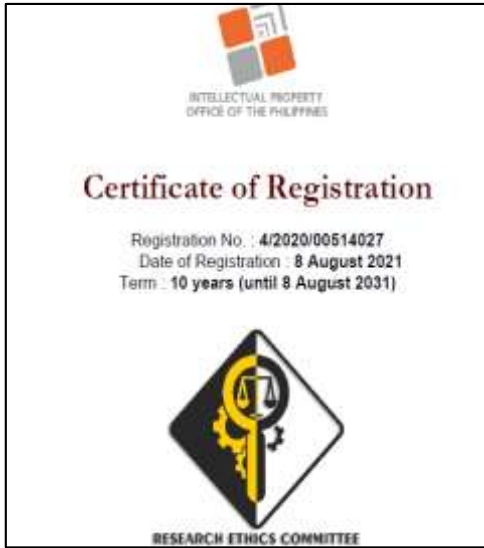 INTELLECTUAL PROPERTY
OFFICE OF THE PHILIPPINES
Certificate of Registration
Registration No. : 4/2020/00514027
Date of Registration : 8 August 2021
Term : 10 years (until 8 August 2031)
RESEARCH ETHICS COMMITTEE